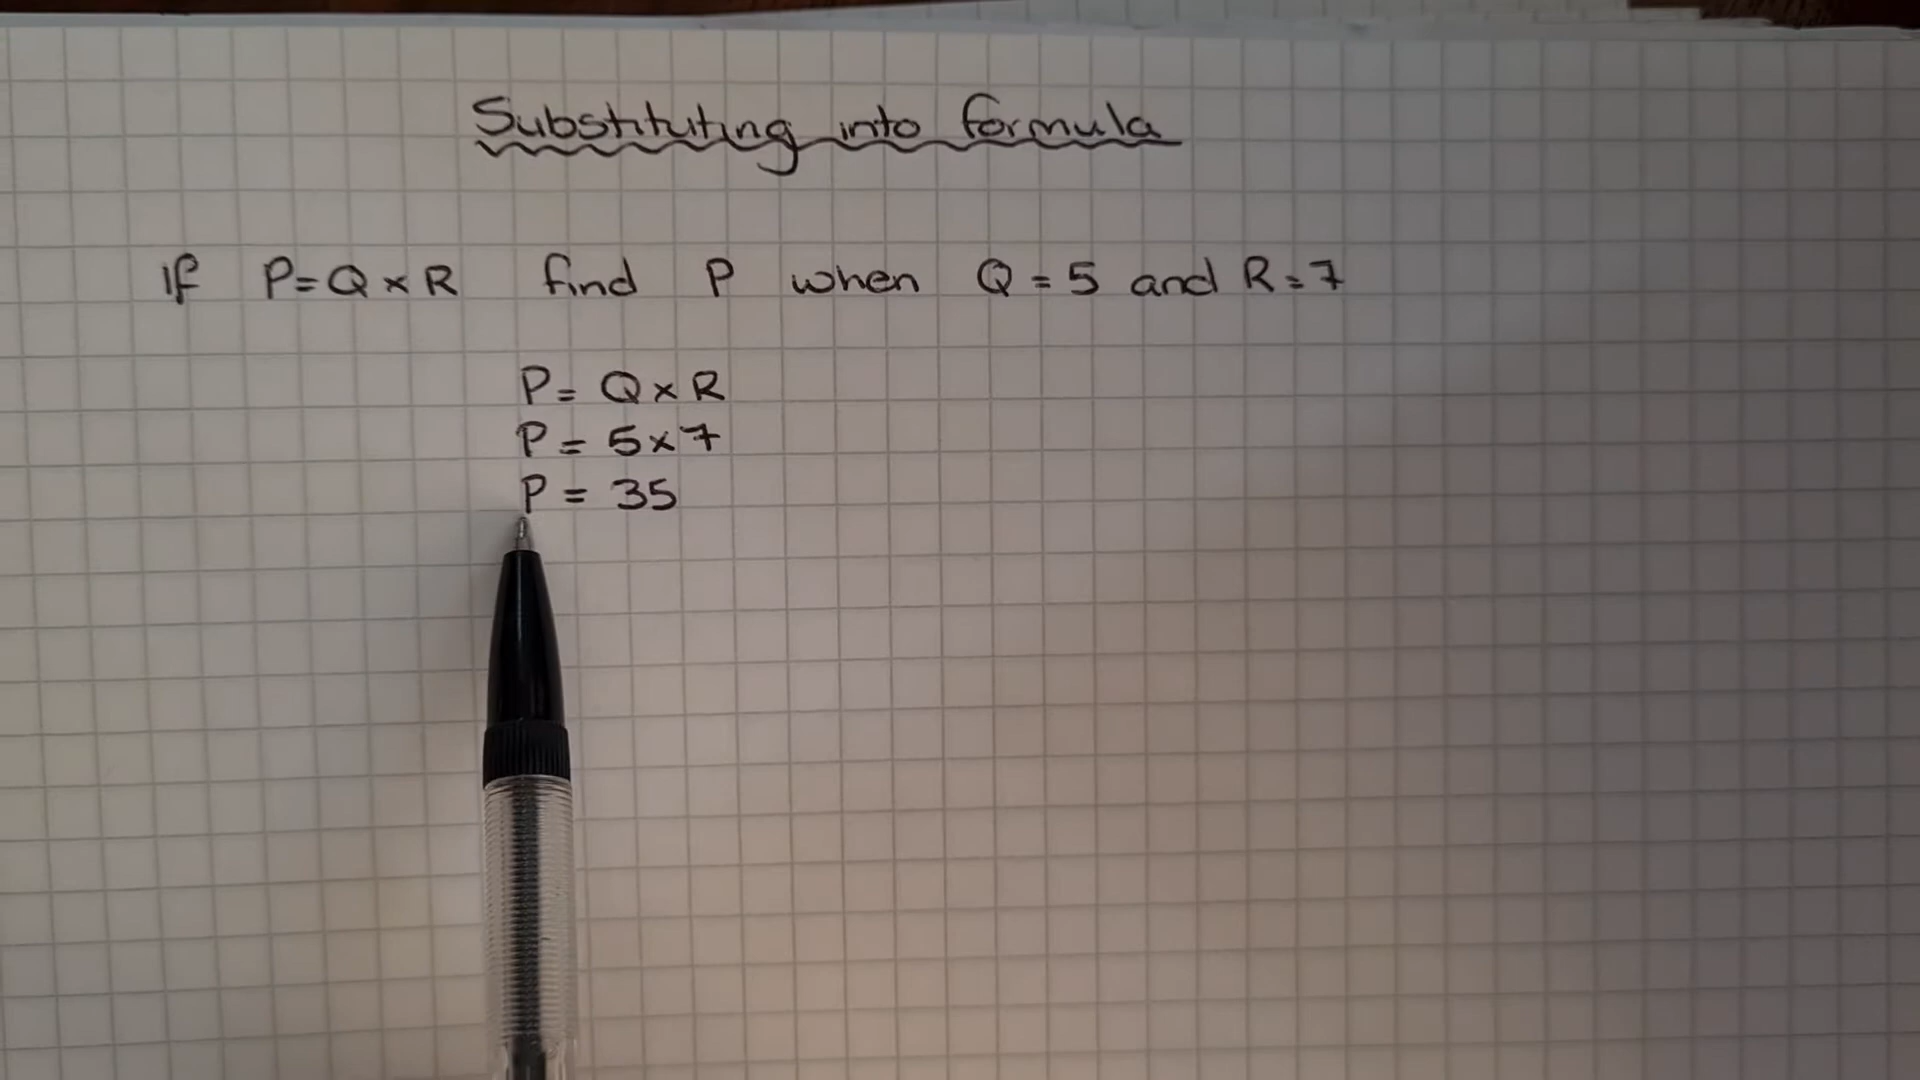 Substituting into formula
If P=Q×R find P when Q=5 and R=7
P=Q×R
P=5×7
P=35